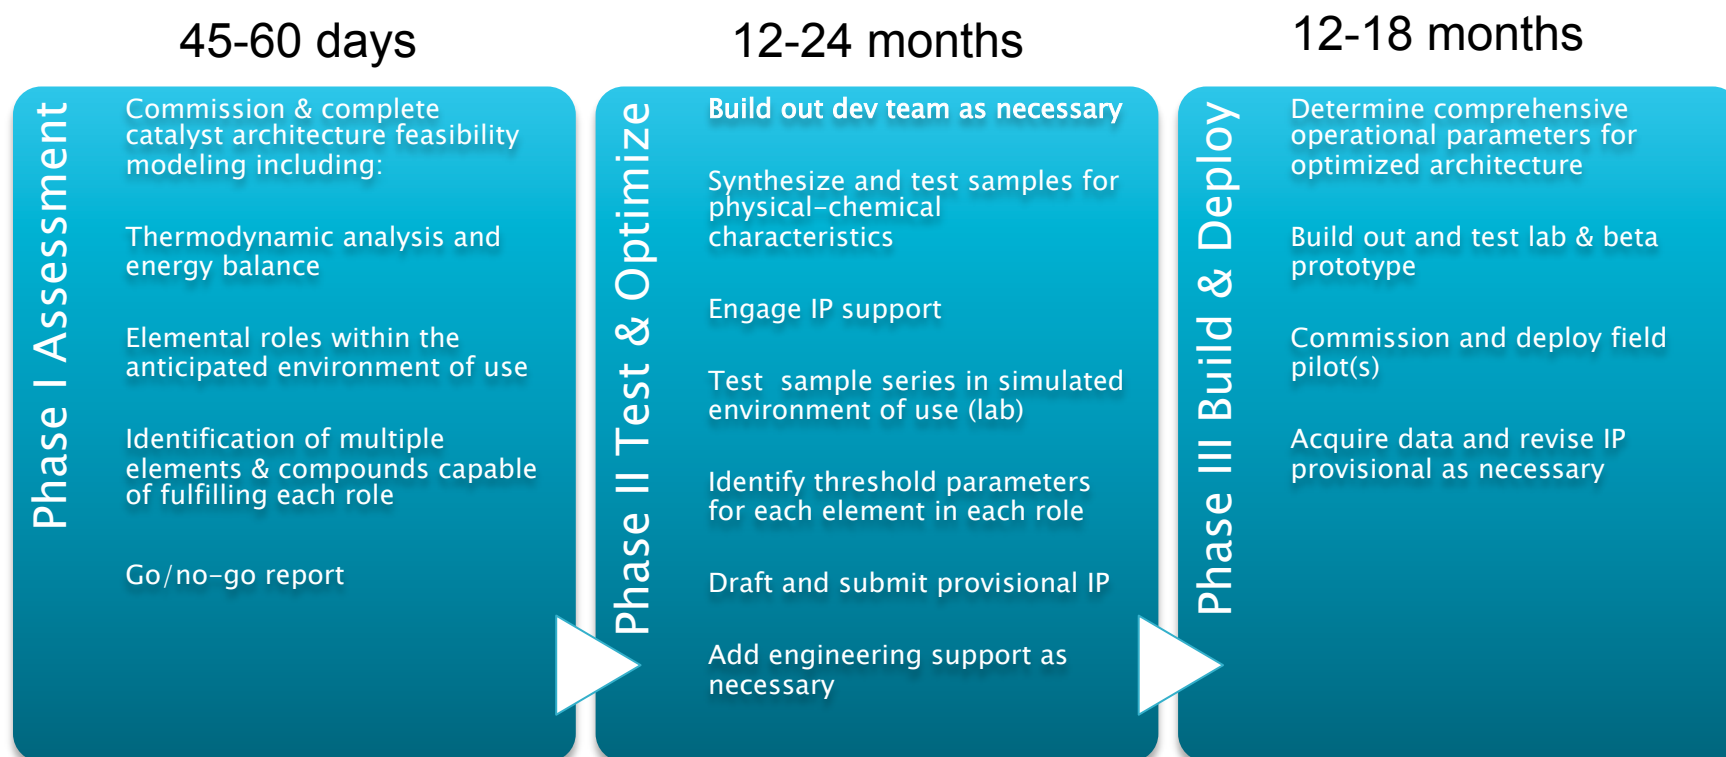 45-60 days
12-24 months
12-18 months
Phase I Assessment
Commission & complete
catalyst architecture feasibility
modeling including:
Thermodynamic analysis and
energy balance
Elemental roles within the
anticipated environment of use
Identification of multiple
elements & compounds capable
of fulfilling each role
Go/no-go report
Phase II Test & Optimize
Build out dev team as necessary
Synthesize and test samples for
physical-chemical
characteristics
Engage IP support
Test  sample series in simulated
environment of use (lab)
Identify threshold parameters
for each element in each role
Draft and submit provisional IP
Add engineering support as
necessary
Phase III Build & Deploy
Determine comprehensive
operational parameters for
optimized architecture
Build out and test lab & beta
prototype
Commission and deploy field
pilot(s)
Acquire data and revise IP
provisional as necessary